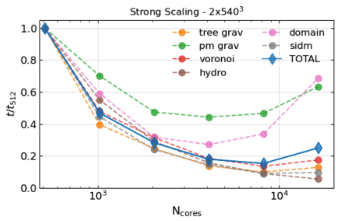 Strong Scaling - 2x540³
1.0
0.8
0.6
0.4
0.2
0.0
t/t₅₁₂
tree grav
pm grav
voronoi
hydro
domain
sidm
TOTAL
10³
10⁴
N_cores